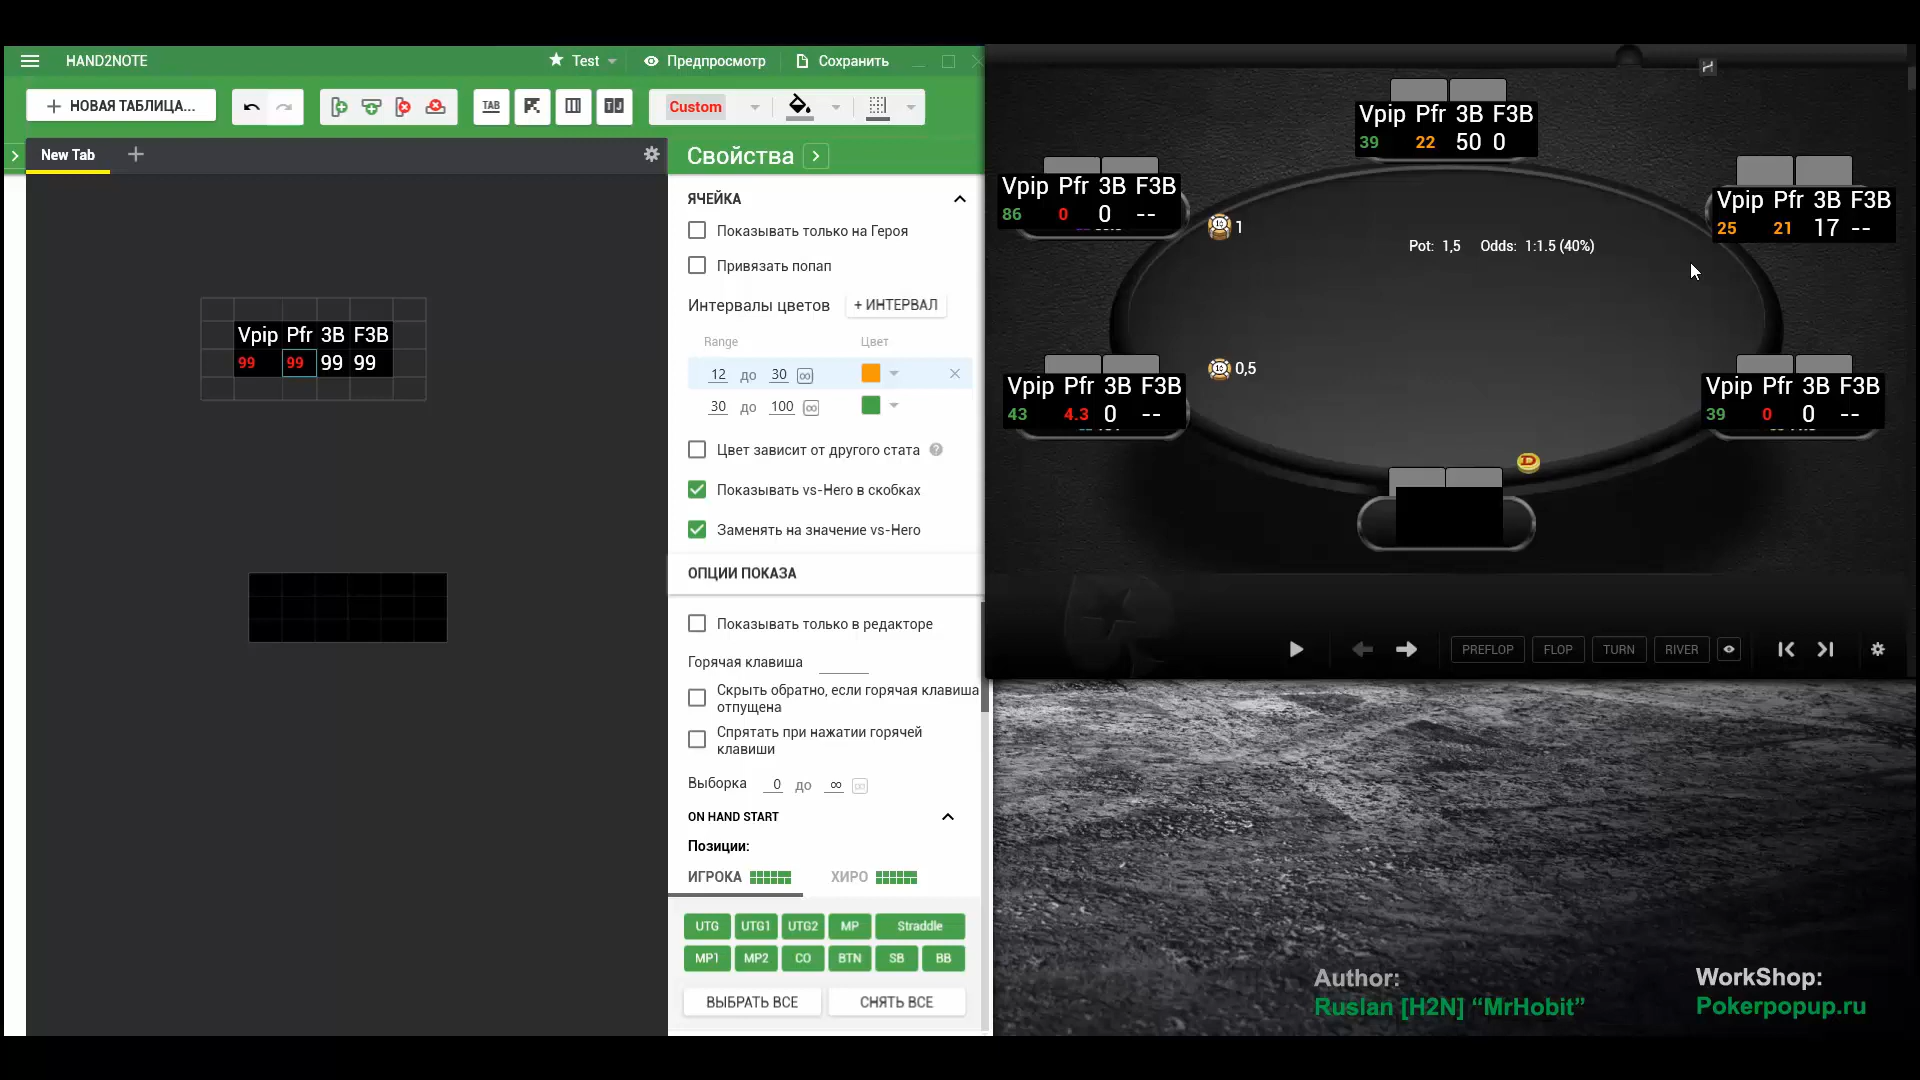 HAND2NOTE
Test
Предпросмотр
Сохранить
+ НОВАЯ ТАБЛИЦА...
TAB
Custom
New Tab
Свойства
ЯЧЕЙКА
Показывать только на Героя
Привязать попап
Интервалы цветов
+ ИНТЕРВАЛ
Range
Цвет
12 до 30
30 до 100
Цвет зависит от другого стата
Показывать vs-Hero в скобках
Заменять на значение vs-Hero
ОПЦИИ ПОКАЗА
Показывать только в редакторе
Горячая клавиша
Скрыть обратно, если горячая клавиша
отпущена
Спрятать при нажатии горячей
клавиши
Выборка 0 до ∞
ON HAND START
Позиции:
ИГРОКА
ХИРО
UTG UTG1 UTG2 MP Straddle
MP1 MP2 CO BTN SB BB
ВЫБРАТЬ ВСЕ
СНЯТЬ ВСЕ
Vpip Pfr 3B F3B
99 99 99 99
Vpip Pfr 3B F3B
39 22 50 0
Vpip Pfr 3B F3B
86 0 0 --
Vpip Pfr 3B F3B
25 21 17 --
1
Pot: 1,5 Odds: 1:1.5 (40%)
0,5
Vpip Pfr 3B F3B
43 4.3 0 --
Vpip Pfr 3B F3B
39 0 0 --
D
PREFLOP FLOP TURN RIVER
Author:
Ruslan [H2N] “MrHobit”
WorkShop:
Pokerpopup.ru